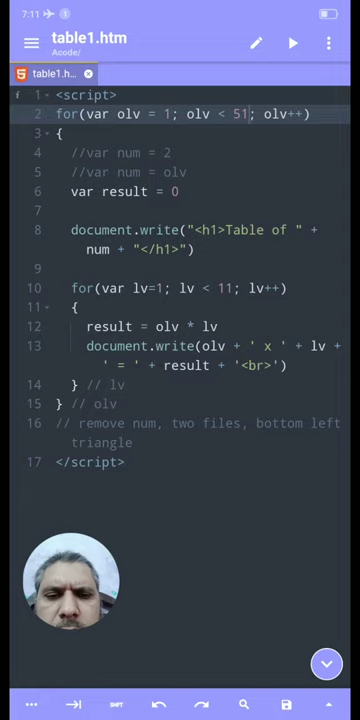 7:11
1
table1.htm
Acode/
table1.h...
1 <script>
2 for(var olv = 1; olv < 51; olv++)
3 {
4 //var num = 2
5 //var num = olv
6 var result = 0
7
8 document.write("<h1>Table of " +
num + "</h1>")
9
10 for(var lv=1; lv < 11; lv++)
11 {
12 result = olv * lv
13 document.write(olv + ' x ' + lv +
' = ' + result + '<br>')
14 } // lv
15 } // olv
16 // remove num, two files, bottom left
triangle
17 </script>
SHIFT